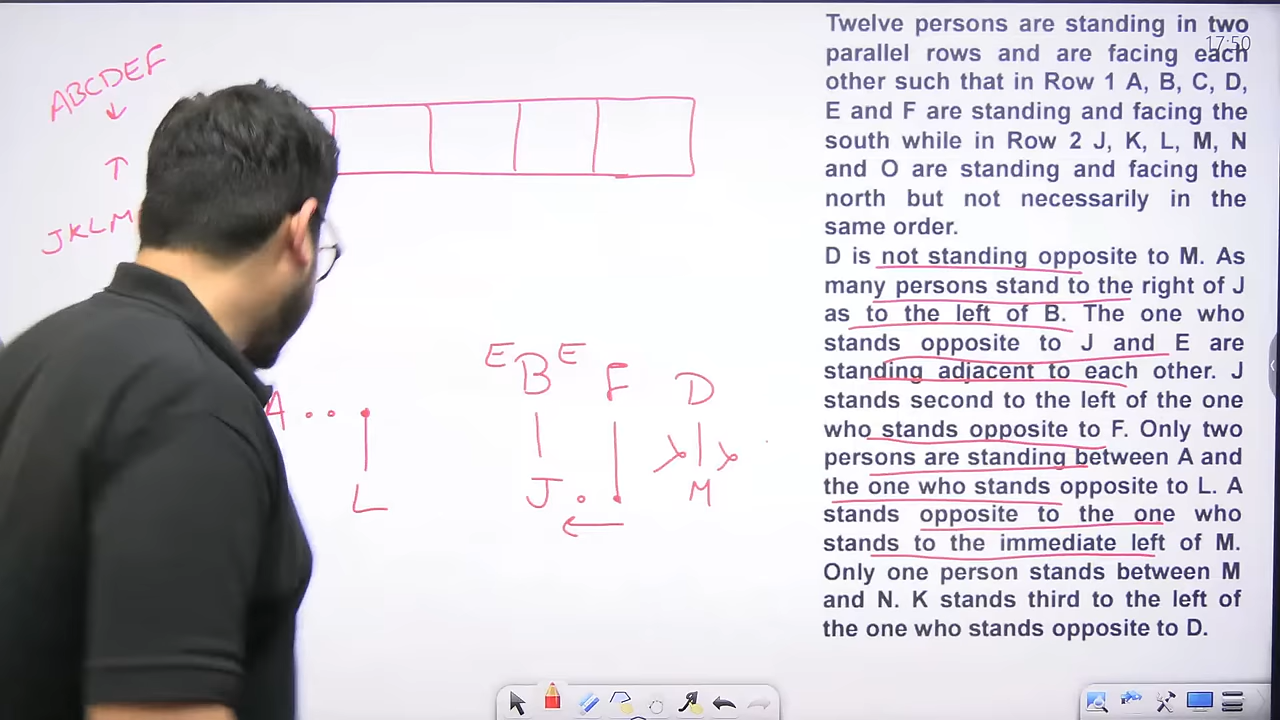 Twelve persons are standing in two
17:50
parallel rows and are facing each
other such that in Row 1 A, B, C, D,
E and F are standing and facing the
south while in Row 2 J, K, L, M, N
and O are standing and facing the
north but not necessarily in the
same order.
D is not standing opposite to M. As
many persons stand to the right of J
as to the left of B. The one who
stands opposite to J and E are
standing adjacent to each other. J
stands second to the left of the one
who stands opposite to F. Only two
persons are standing between A and
the one who stands opposite to L. A
stands opposite to the one who
stands to the immediate left of M.
Only one person stands between M
and N. K stands third to the left of
the one who stands opposite to D.
ABCDEF
JKLM
E B E F D
A . . .
L J . . M